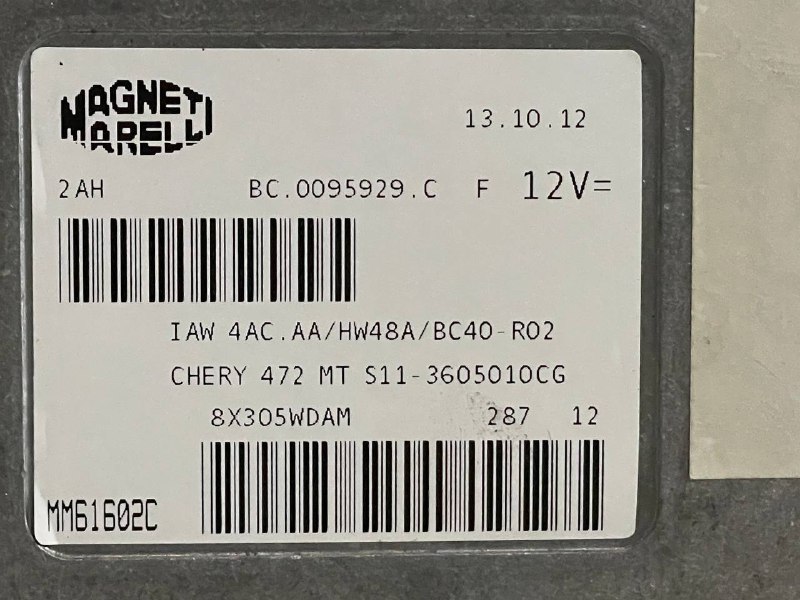 MAGNETI
MARELLI
13.10.12
2AH BC.0095929.C F 12V=
IAW 4AC.AA/HW48A/BC40-R02
CHERY 472 MT S11-3605010CG
8X305WDAM 287 12
MM61602C